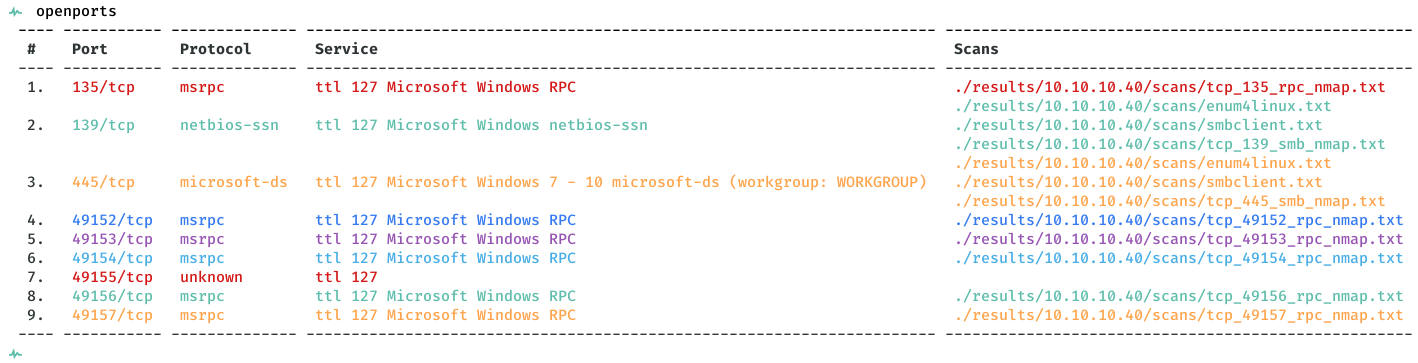 openports
---- ----------- -------------- ---------------------------------------------------------------------- ----------------------------------------------------
# Port Protocol Service Scans
---- ----------- -------------- ---------------------------------------------------------------------- ----------------------------------------------------
1. 135/tcp msrpc ttl 127 Microsoft Windows RPC ./results/10.10.10.40/scans/tcp_135_rpc_nmap.txt
./results/10.10.10.40/scans/enum4linux.txt
2. 139/tcp netbios-ssn ttl 127 Microsoft Windows netbios-ssn ./results/10.10.10.40/scans/smbclient.txt
./results/10.10.10.40/scans/tcp_139_smb_nmap.txt
./results/10.10.10.40/scans/enum4linux.txt
3. 445/tcp microsoft-ds ttl 127 Microsoft Windows 7 - 10 microsoft-ds (workgroup: WORKGROUP) ./results/10.10.10.40/scans/smbclient.txt
./results/10.10.10.40/scans/tcp_445_smb_nmap.txt
4. 49152/tcp msrpc ttl 127 Microsoft Windows RPC ./results/10.10.10.40/scans/tcp_49152_rpc_nmap.txt
5. 49153/tcp msrpc ttl 127 Microsoft Windows RPC ./results/10.10.10.40/scans/tcp_49153_rpc_nmap.txt
6. 49154/tcp msrpc ttl 127 Microsoft Windows RPC ./results/10.10.10.40/scans/tcp_49154_rpc_nmap.txt
7. 49155/tcp unknown ttl 127
8. 49156/tcp msrpc ttl 127 Microsoft Windows RPC ./results/10.10.10.40/scans/tcp_49156_rpc_nmap.txt
9. 49157/tcp msrpc ttl 127 Microsoft Windows RPC ./results/10.10.10.40/scans/tcp_49157_rpc_nmap.txt
---- ----------- -------------- ---------------------------------------------------------------------- ----------------------------------------------------